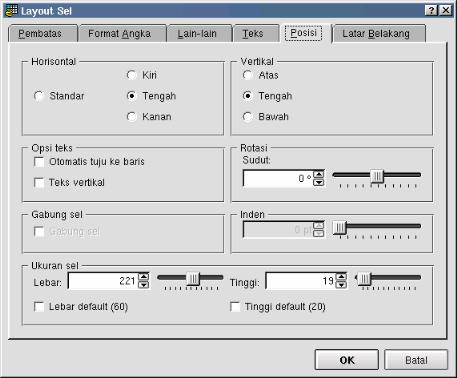 Layout Sel
Pembatas Format Angka Lain-lain Teks Posisi Latar Belakang
Horisontal
Kiri
Standar
Tengah
Kanan
Vertikal
Atas
Tengah
Bawah
Opsi teks
Otomatis tuju ke baris
Teks vertikal
Rotasi
Sudut:
0 °
Gabung sel
Gabung sel
Inden
0 pt
Ukuran sel
Lebar: 221 Tinggi: 19
Lebar default (60) Tinggi default (20)
OK Batal